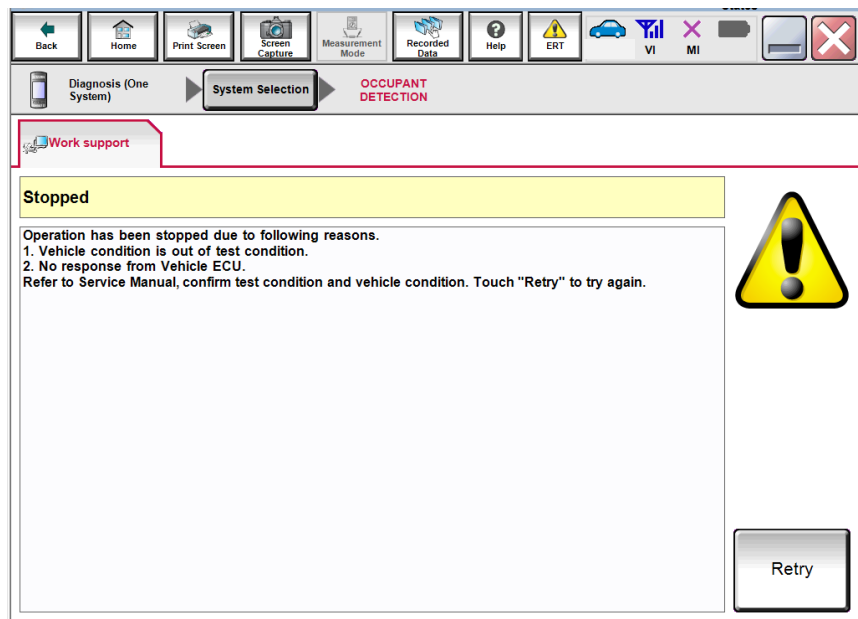 Back
Home
Print Screen
Screen
Capture
Measurement
Mode
Recorded
Data
Help
ERT
VI
MI
Diagnosis (One
System)
System Selection
OCCUPANT
DETECTION
Work support
Stopped
Operation has been stopped due to following reasons.
1. Vehicle condition is out of test condition.
2. No response from Vehicle ECU.
Refer to Service Manual, confirm test condition and vehicle condition. Touch "Retry" to try again.
Retry